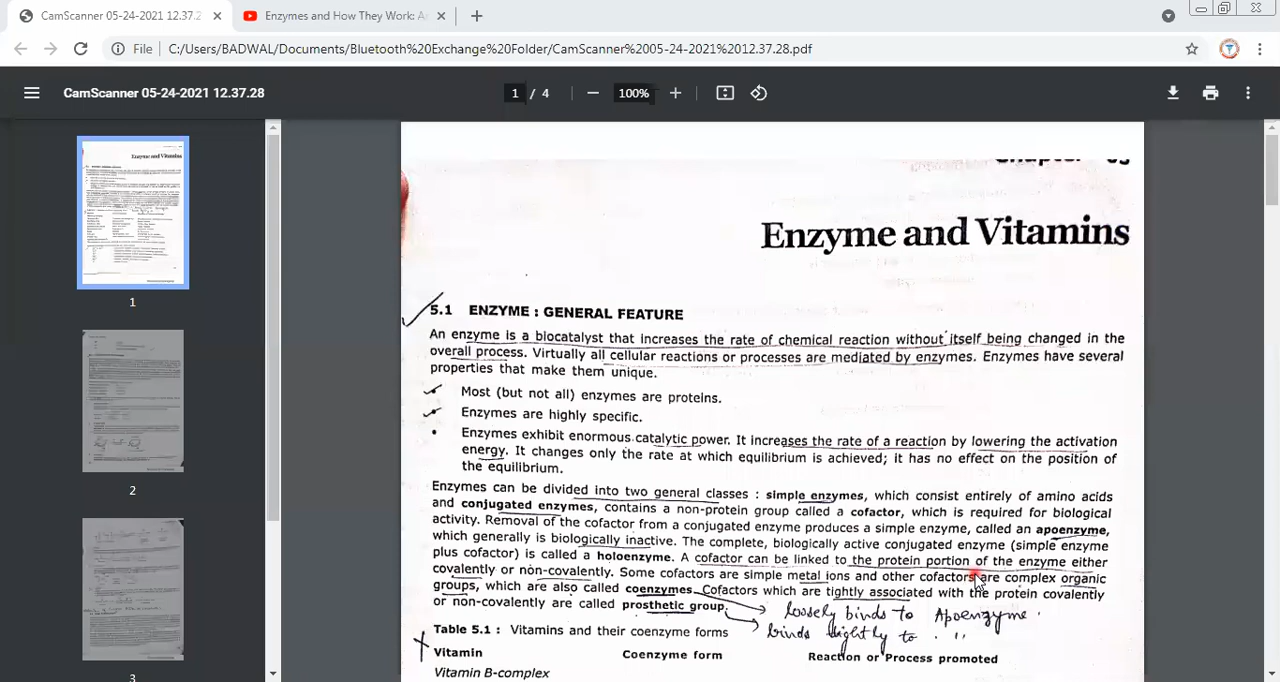 CamScanner 05-24-2021 12.37.2
Enzymes and How They Work: A
File
C:/Users/BADWAL/Documents/Bluetooth%20Exchange%20Folder/CamScanner%2005-24-2021%2012.37.28.pdf
CamScanner 05-24-2021 12.37.28
1 / 4
100%
Chapter 05
Enzyme and Vitamins
5.1 ENZYME : GENERAL FEATURE
An enzyme is a biocatalyst that increases the rate of chemical reaction without itself being changed in the
overall process. Virtually all cellular reactions or processes are mediated by enzymes. Enzymes have several
properties that make them unique.
Most (but not all) enzymes are proteins.
Enzymes are highly specific.
• Enzymes exhibit enormous catalytic power. It increases the rate of a reaction by lowering the activation
energy. It changes only the rate at which equilibrium is achieved; it has no effect on the position of
the equilibrium.
Enzymes can be divided into two general classes : simple enzymes, which consist entirely of amino acids
and conjugated enzymes, contains a non-protein group called a cofactor, which is required for biological
activity. Removal of the cofactor from a conjugated enzyme produces a simple enzyme, called an apoenzyme,
which generally is biologically inactive. The complete, biologically active conjugated enzyme (simple enzyme
plus cofactor) is called a holoenzyme. A cofactor can be linked to the protein portion of the enzyme either
covalently or non-covalently. Some cofactors are simple metal ions and other cofactors are complex organic
groups, which are also called coenzymes. Cofactors which are tightly associated with the protein covalently
or non-covalently are called prosthetic group.
loosely binds to Apoenzyme.
binds tightly to . "
Table 5.1 : Vitamins and their coenzyme forms
Vitamin Coenzyme form Reaction or Process promoted
Vitamin B-complex
Enzyme and Vitamins
1
2
3